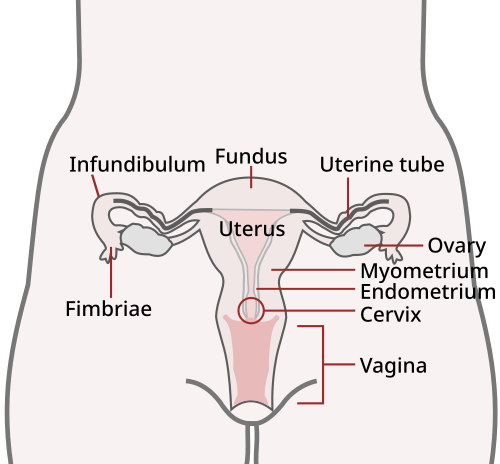 Fundus
Infundibulum
Uterine tube
Uterus
Ovary
Myometrium
Endometrium
Fimbriae
Cervix
Vagina